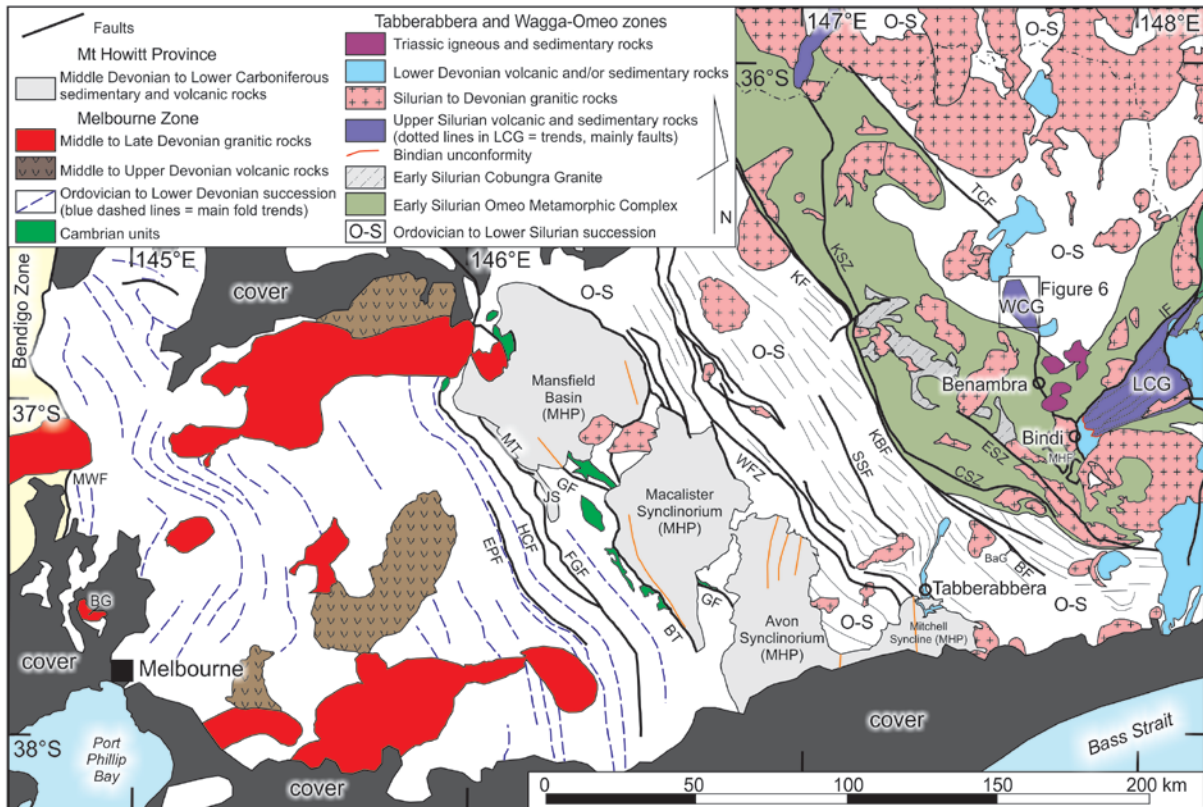 Faults
Mt Howitt Province
Middle Devonian to Lower Carboniferous
sedimentary and volcanic rocks
Melbourne Zone
Middle to Late Devonian granitic rocks
Middle to Upper Devonian volcanic rocks
Ordovician to Lower Devonian succession
(blue dashed lines = main fold trends)
Cambrian units
Tabberabbera and Wagga-Omeo zones
Triassic igneous and sedimentary rocks
Lower Devonian volcanic and/or sedimentary rocks
Silurian to Devonian granitic rocks
Upper Silurian volcanic and sedimentary rocks
(dotted lines in LCG = trends, mainly faults)
Bindian unconformity
Early Silurian Cobungra Granite
Early Silurian Omeo Metamorphic Complex
O-S
Ordovician to Lower Silurian succession
N
147°E
O-S
148°E
36°S
O-S
TCF
O-S
KSZ
KF
145°E
146°E
cover
O-S
Bendigo Zone
WCG
Figure 6
IF
O-S
LCG
Benambra
Bindi
MHF
37°S
Mansfield
Basin
(MHP)
MT
GF
JS
MWF
WFZ
SSF
KBF
ESZ
CSZ
Macalister
Synclinorium
(MHP)
EPF
HCF
FGF
BaG
BF
BG
Tabberabbera
GF
BT
O-S
O-S
Avon
Synclinorium
(MHP)
Mitchell
Syncline (MHP)
cover
Melbourne
cover
38°S
Port
Phillip
Bay
Bass Strait
cover
0 50 100 150 200 km